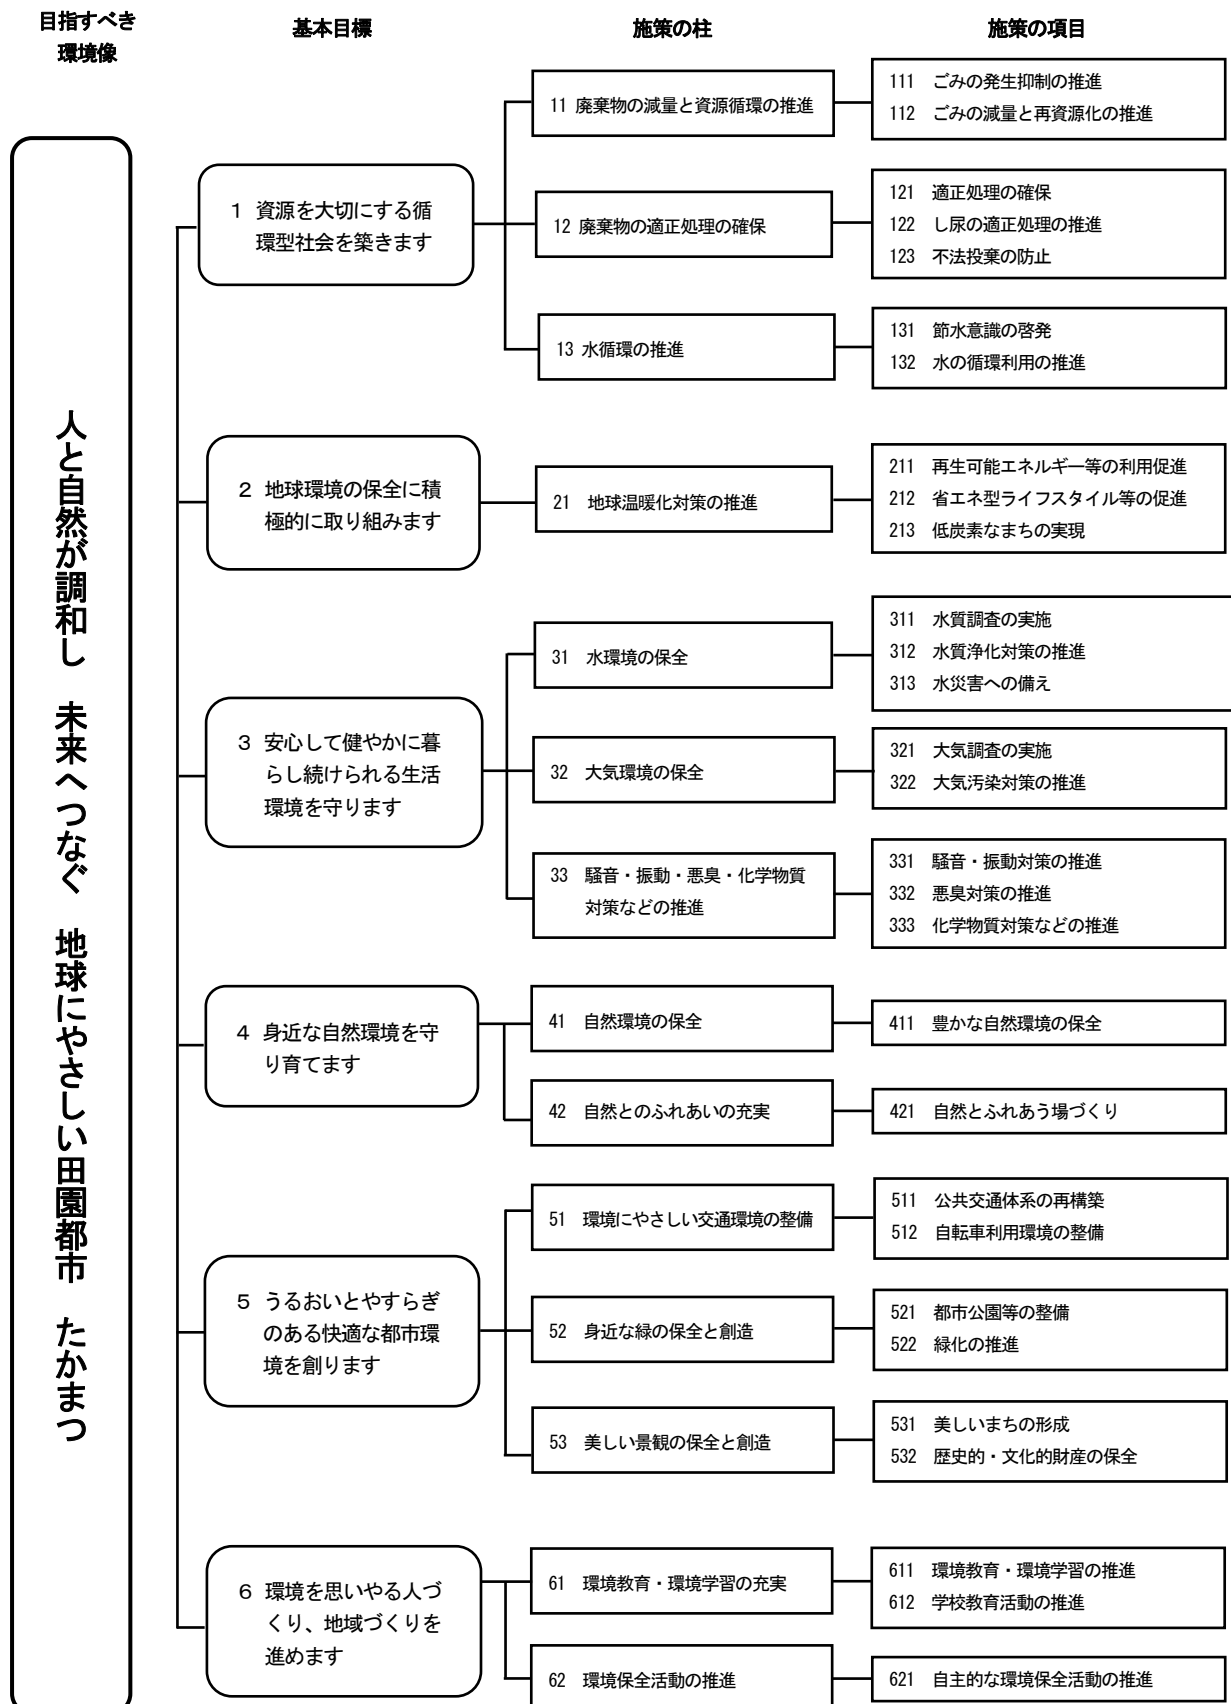 目指すべき
環境像
基本目標
施策の柱
施策の項目
人と自然が調和し　未来へつなぐ　地球にやさしい田園都市　たかまつ
1 資源を大切にする循
環型社会を築きます
11 廃棄物の減量と資源循環の推進
111 ごみの発生抑制の推進
112 ごみの減量と再資源化の推進
12 廃棄物の適正処理の確保
121 適正処理の確保
122 し尿の適正処理の推進
123 不法投棄の防止
13 水循環の推進
131 節水意識の啓発
132 水の循環利用の推進
2 地球環境の保全に積
極的に取り組みます
21 地球温暖化対策の推進
211 再生可能エネルギー等の利用促進
212 省エネ型ライフスタイル等の促進
213 低炭素なまちの実現
3 安心して健やかに暮
らし続けられる生活
環境を守ります
31 水環境の保全
311 水質調査の実施
312 水質浄化対策の推進
313 水災害への備え
32 大気環境の保全
321 大気調査の実施
322 大気汚染対策の推進
33 騒音・振動・悪臭・化学物質
対策などの推進
331 騒音・振動対策の推進
332 悪臭対策の推進
333 化学物質対策などの推進
4 身近な自然環境を守
り育てます
41 自然環境の保全
411 豊かな自然環境の保全
42 自然とのふれあいの充実
421 自然とふれあう場づくり
5 うるおいとやすらぎ
のある快適な都市環
境を創ります
51 環境にやさしい交通環境の整備
511 公共交通体系の再構築
512 自転車利用環境の整備
52 身近な緑の保全と創造
521 都市公園等の整備
522 緑化の推進
53 美しい景観の保全と創造
531 美しいまちの形成
532 歴史的・文化的財産の保全
6 環境を思いやる人づ
くり、地域づくりを
進めます
61 環境教育・環境学習の充実
611 環境教育・環境学習の推進
612 学校教育活動の推進
62 環境保全活動の推進
621 自主的な環境保全活動の推進